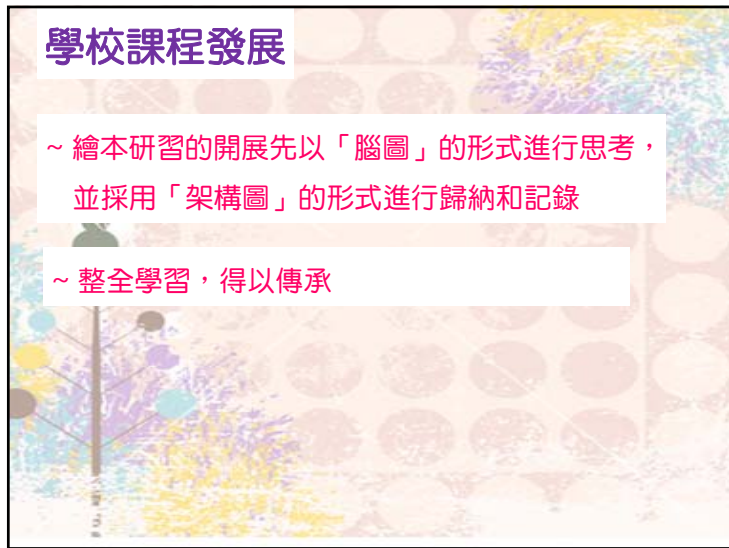 學校課程發展
~ 繪本研習的開展先以「腦圖」的形式進行思考，
並採用「架構圖」的形式進行歸納和記錄
~ 整全學習，得以傳承